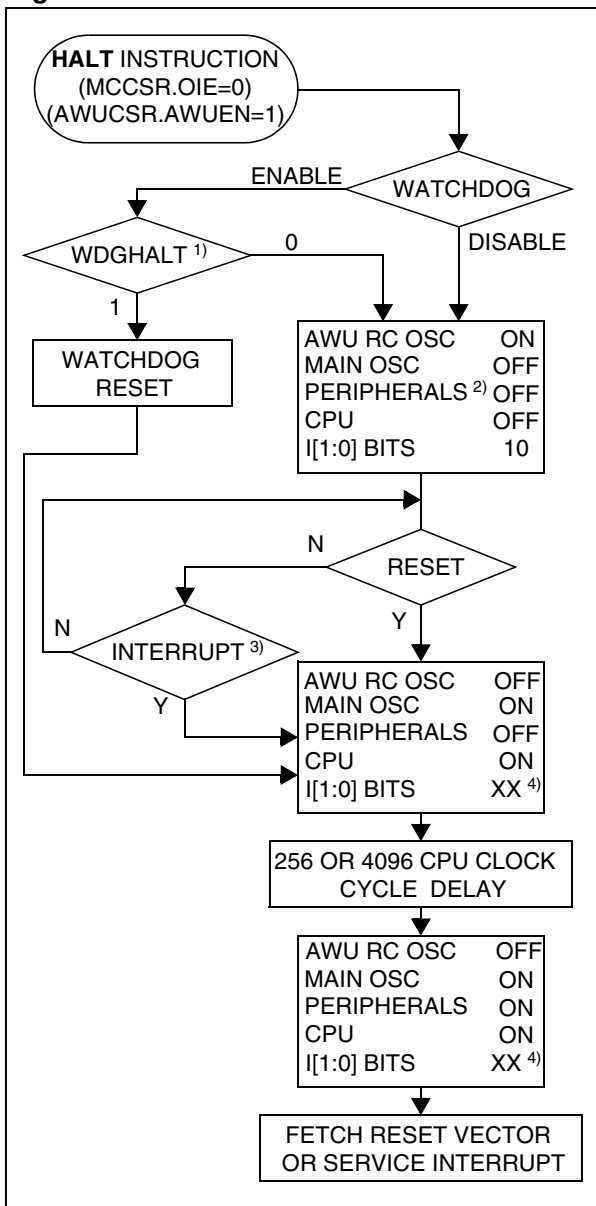 HALT INSTRUCTION
(MCCSR.OIE=0)
(AWUCSR.AWUEN=1)
WATCHDOG
ENABLE
DISABLE
WDGHALT 1)
0
1
WATCHDOG
RESET
AWU RC OSC ON
MAIN OSC OFF
PERIPHERALS 2) OFF
CPU OFF
I[1:0] BITS 10
RESET
N
Y
INTERRUPT 3)
N
Y
AWU RC OSC OFF
MAIN OSC ON
PERIPHERALS OFF
CPU ON
I[1:0] BITS XX 4)
256 OR 4096 CPU CLOCK
CYCLE DELAY
AWU RC OSC OFF
MAIN OSC ON
PERIPHERALS ON
CPU ON
I[1:0] BITS XX 4)
FETCH RESET VECTOR
OR SERVICE INTERRUPT